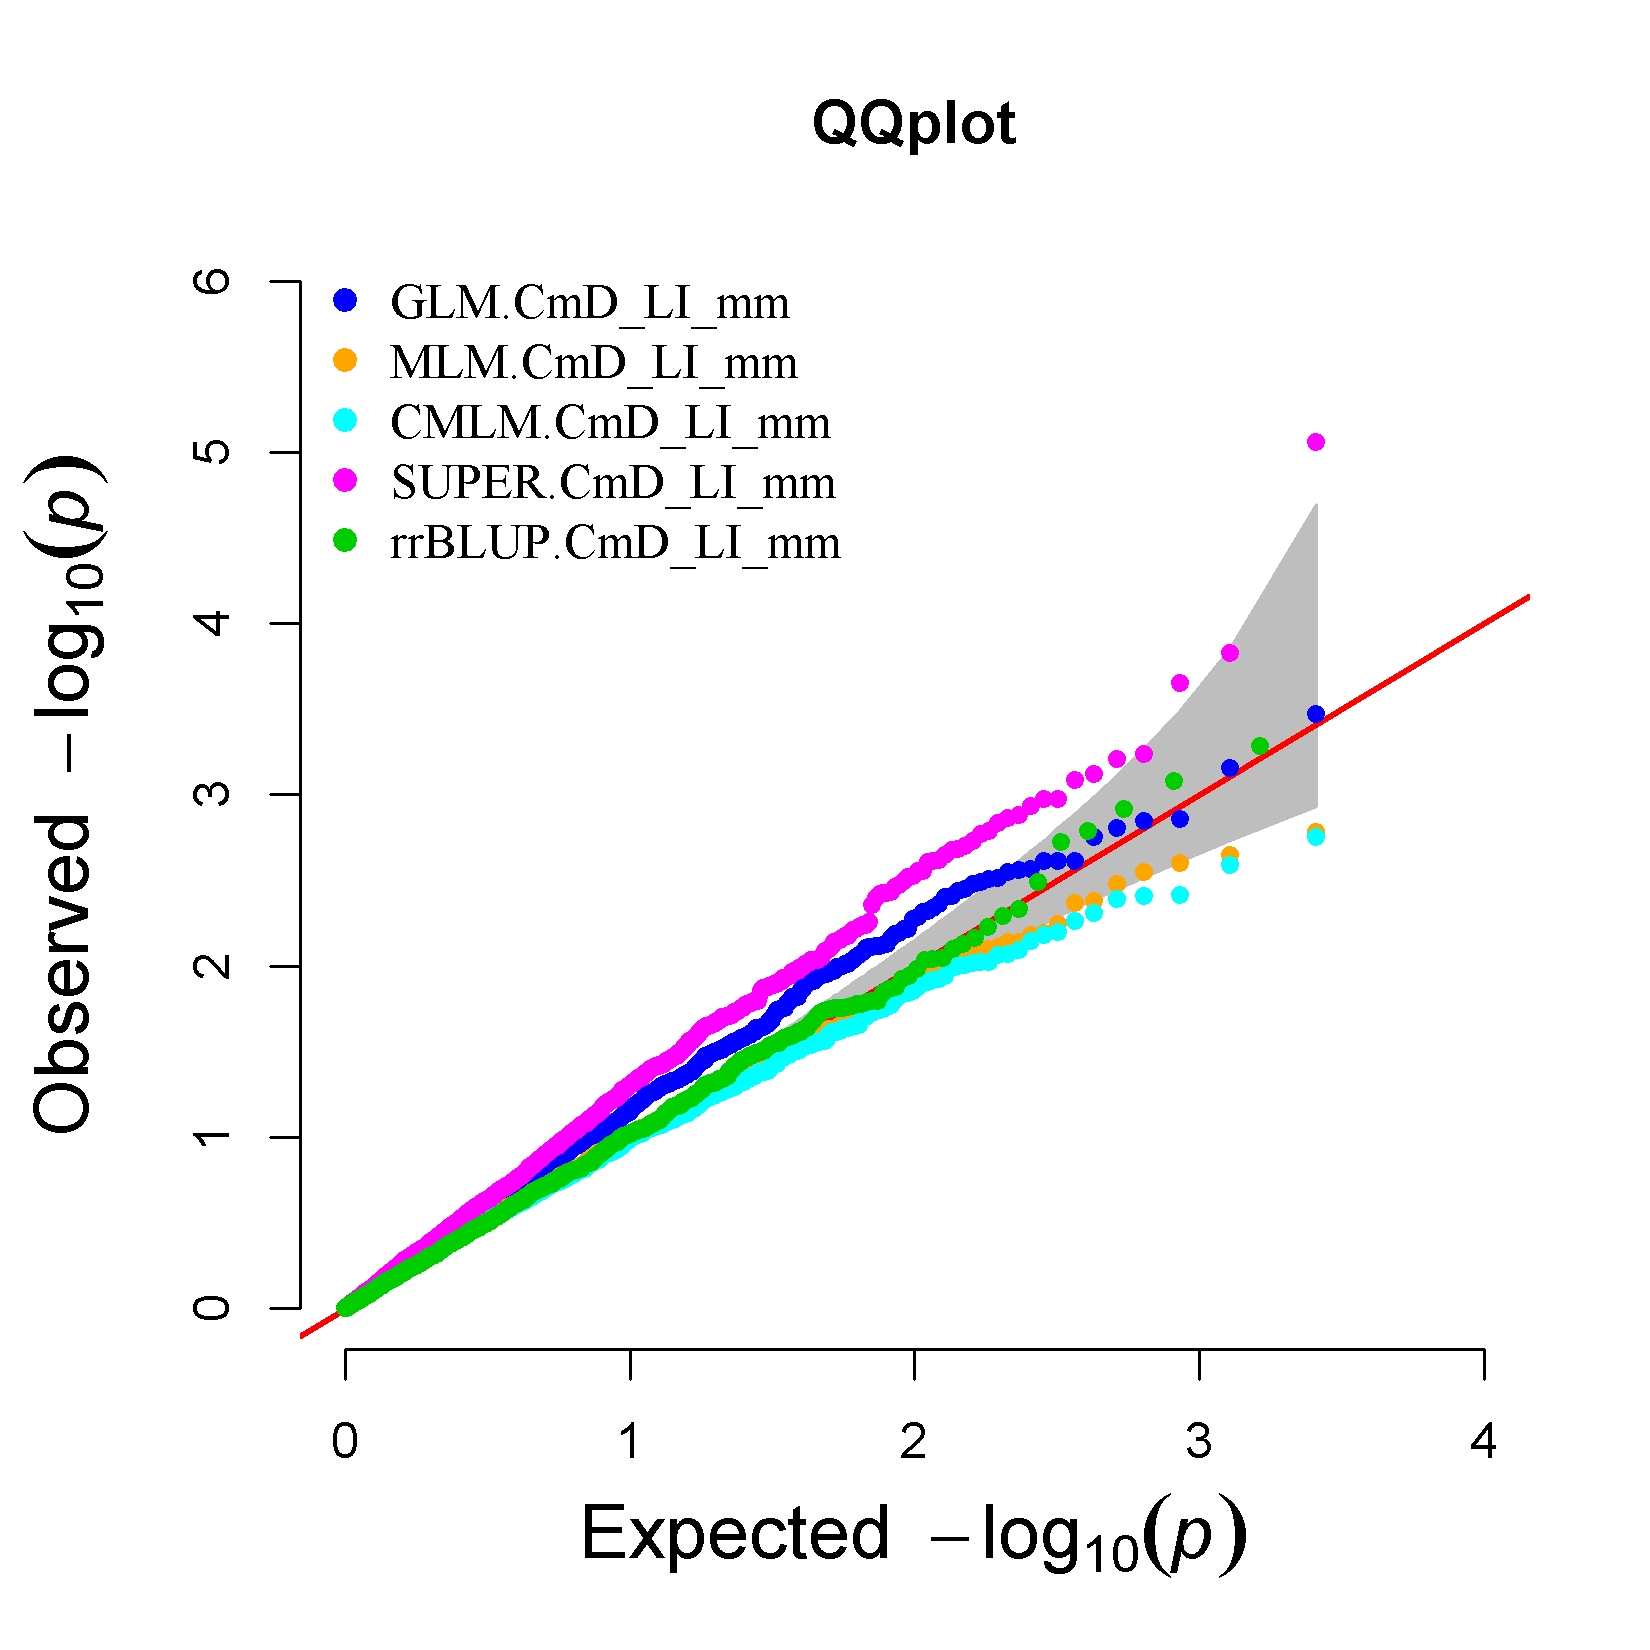 QQplot
6
5
4
3
2
1
0
Observed −log10(p)
GLM.CmD_LI_mm
MLM.CmD_LI_mm
CMLM.CmD_LI_mm
SUPER.CmD_LI_mm
rrBLUP.CmD_LI_mm
0 1 2 3 4
Expected −log10(p)